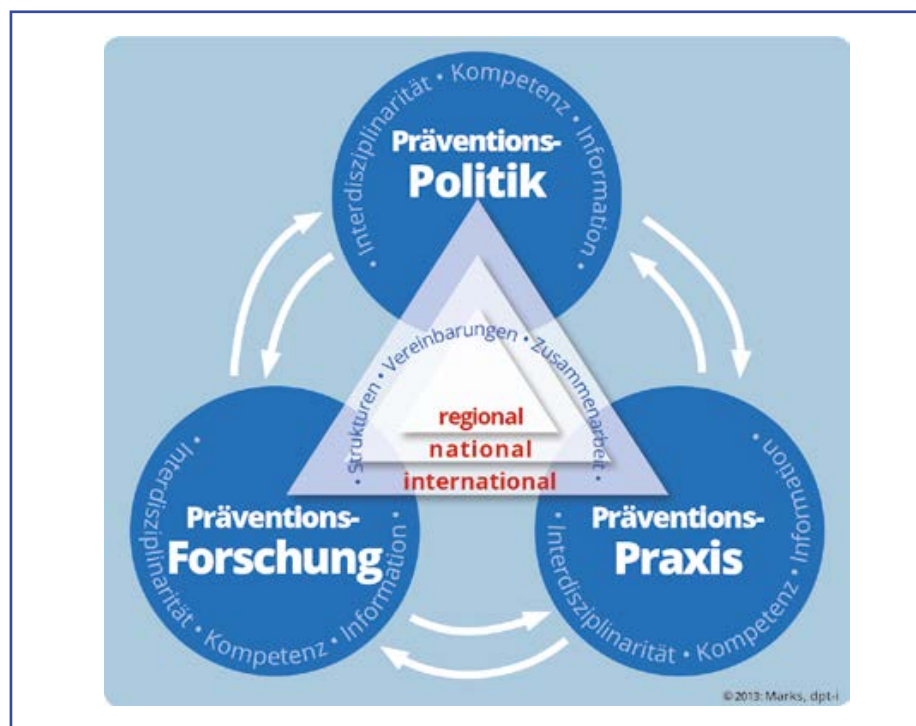 • Interdisziplinarität • Kompetenz • Information •
Präventions-
Politik
• Strukturen • Vereinbarungen • Zusammenarbeit •
regional
national
international
• Interdisziplinarität • Kompetenz • Information •
Präventions-
Forschung
• Interdisziplinarität • Kompetenz • Information •
Präventions-
Praxis
© 2013: Marks, dpt-i